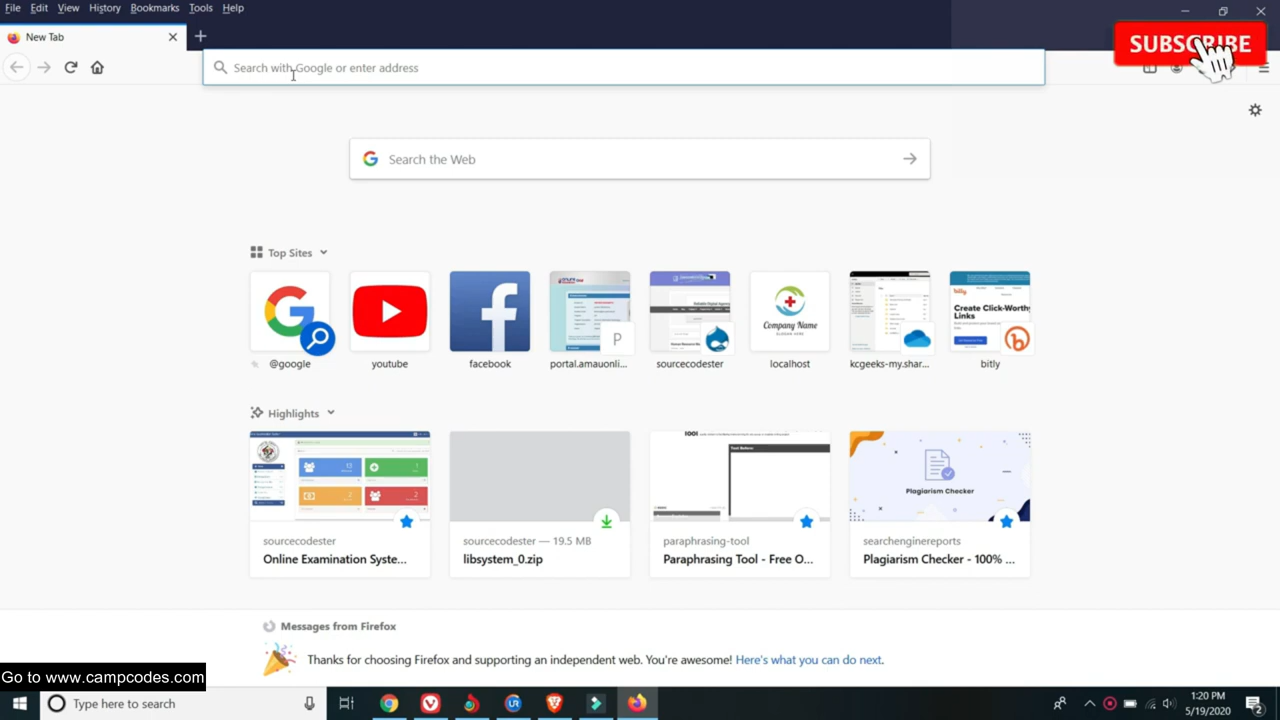 File Edit View History Bookmarks Tools Help
New Tab
SUBSCRIBE
Search with Google or enter address
Search the Web
Top Sites
Company Name
Create Click-Worthy
Links
bitly
@google youtube facebook portal.amauonli... sourcecodester localhost kcgeeks-my.shar... bitly
Highlights
Plagiarism Checker
sourcecodester
Online Examination Syste...
sourcecodester — 19.5 MB
libsystem_0.zip
paraphrasing-tool
Paraphrasing Tool - Free O...
searchenginereports
Plagiarism Checker - 100% ...
Messages from Firefox
Thanks for choosing Firefox and supporting an independent web. You're awesome! Here's what you can do next.
Go to www.campcodes.com
Type here to search
1:20 PM
5/19/2020
2